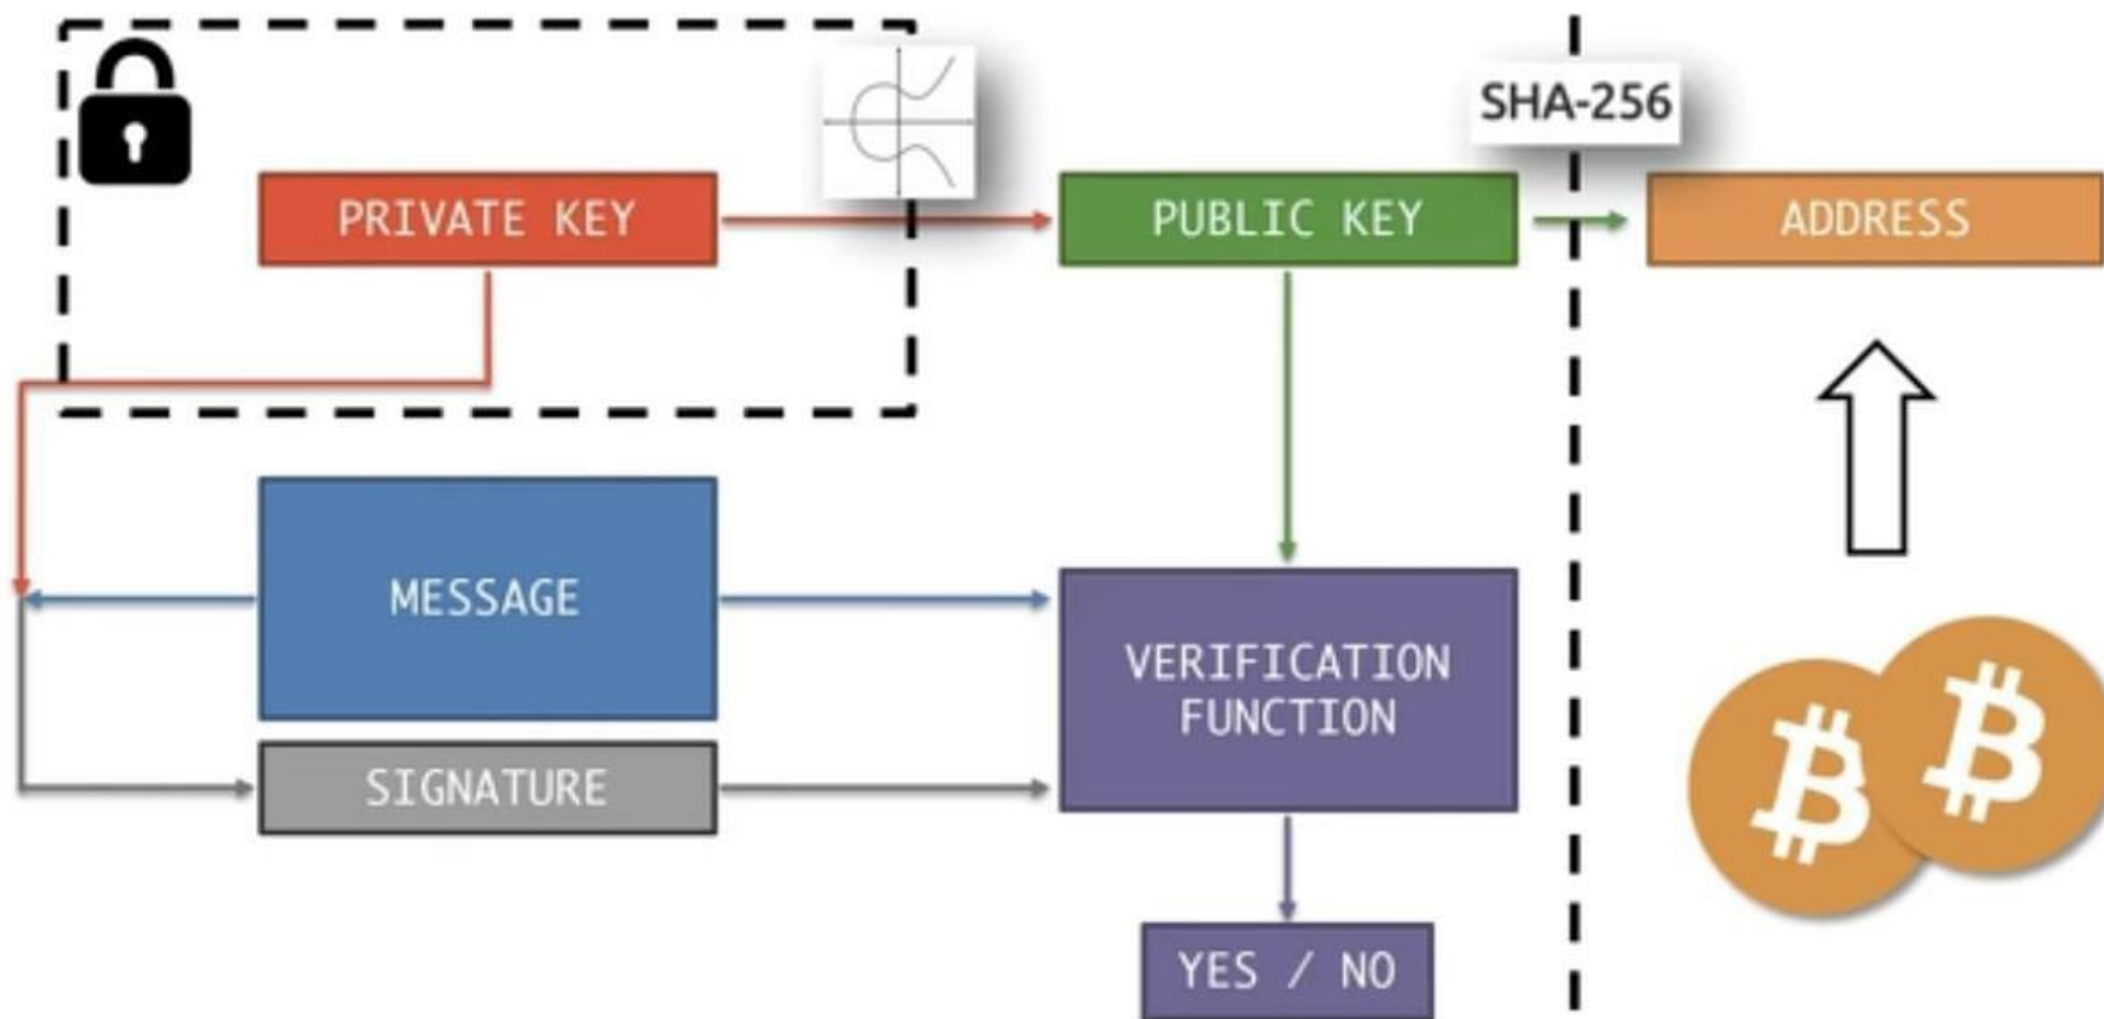 SHA-256
PRIVATE KEY
PUBLIC KEY
ADDRESS
MESSAGE
VERIFICATION
FUNCTION
SIGNATURE
YES / NO